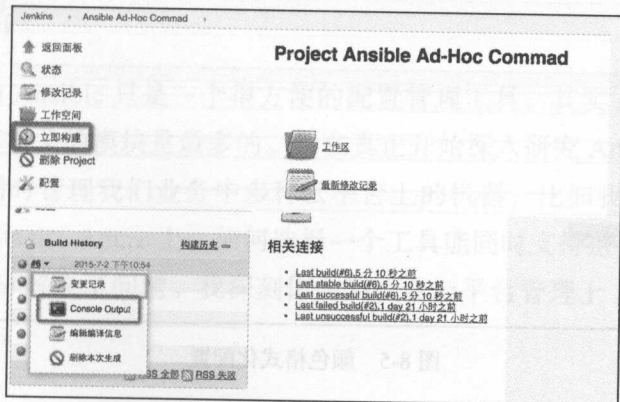 Jenkins › Ansible Ad-Hoc Commad ›
返回面板
状态
修改记录
工作空间
立即构建
删除 Project
配置
Project Ansible Ad-Hoc Commad
工作区
最新修改记录
Build History 构建历史
#6 2015-7-2 下午10:54
变更记录
Console Output
编辑编译信息
删除本次生成
RSS 全部 RSS 失败
相关连接
Last build(#6),5 分 10 秒之前
Last stable build(#6),5 分 10 秒之前
Last successful build(#6),5 分 10 秒之前
Last failed build(#2),1 day 21 小时之前
Last unsuccessful build(#2),1 day 21 小时之前
图 8-5 颜色格式化配置